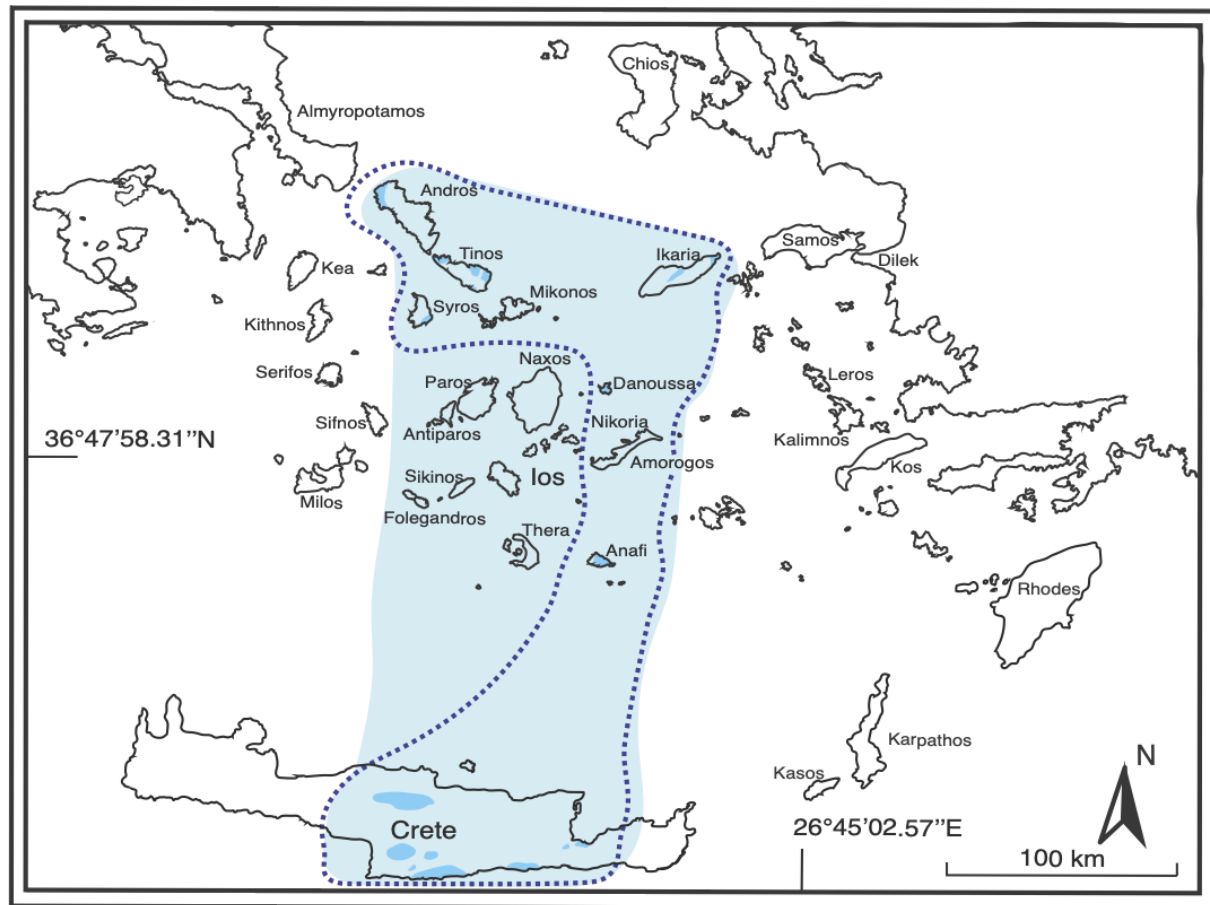 Chios
Almyropotamos
Andros
Samos
Tinos
Ikaria
Dilek
Kea
Mikonos
Syros
Kithnos
Naxos
Serifos
Paros
Danoussa
Leros
Sifnos
Nikoria
Antiparos
36°47'58.31''N
Kalimnos
Amorogos
Kos
Sikinos
Ios
Milos
Folegandros
Thera
Anafi
Rhodes
Karpathos
N
Kasos
Crete
26°45'02.57''E
100 km